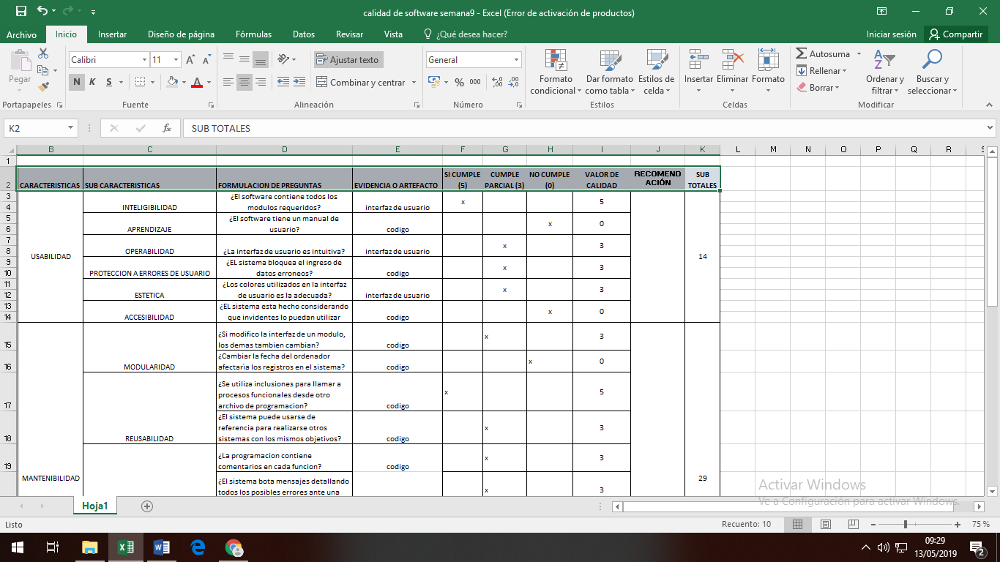 calidad de software semana9 - Excel (Error de activación de productos)
Archivo Inicio Insertar Diseño de página Fórmulas Datos Revisar Vista ¿Qué desea hacer? Iniciar sesión Compartir
Pegar Calibri 11 Ajustar texto General Autosuma
N K S Combinar y centrar % 000 Formato Dar formato Estilos de Insertar Eliminar Formato Rellenar Ordenar y Buscar y
condicional como tabla celda Borrar filtrar seleccionar
Portapapeles Fuente Alineación Número Estilos Celdas Modificar
K2 fx SUB TOTALES
B C D E F G H I J K L M N O P Q R S
1
2 CARACTERISTICAS SUB CARACTERISTICAS FORMULACION DE PREGUNTAS EVIDENCIA O ARTEFACTO
SI CUMPLE
(5)
CUMPLE
PARCIAL (3)
NO CUMPLE
(0)
VALOR DE
CALIDAD
RECOMEND
ACIÓN
SUB
TOTALES
3 ¿El software contiene todos los
4 INTELIGIBILIDAD modulos requeridos? interfaz de usuario x 5
5 ¿El software tiene un manual de
6 APRENDIZAJE usuario? codigo x 0
7
8 OPERABILIDAD ¿La interfaz de usuario es intuitiva? interfaz de usuario x 3
USABILIDAD 14
9 ¿EL sistema bloquea el ingreso de
10 PROTECCION A ERRORES DE USUARIO datos erroneos? codigo x 3
11 ¿Los colores utilizados en la interfaz
12 ESTETICA de usuario es la adecuada? interfaz de usuario x 3
13 ¿EL sistema esta hecho considerando
14 ACCESIBILIDAD que invidentes lo puedan utilizar codigo x 0
¿Si modifico la interfaz de un modulo,
15 los demas tambien cambian? codigo x 3
¿Cambiar la fecha del ordenador
16 MODULARIDAD afectaria los registros en el sistema? codigo x 0
¿Se utiliza inclusiones para llamar a
procesos funcionales desde otro
17 archivo de programacion? codigo x 5
¿El sistema puede usarse de
referencia para realizarse otros
18 REUSABILIDAD sistemas con los mismos objetivos? codigo x 3
¿La programacion contiene
19 comentarios en cada funcion? codigo x 3
MANTENIBILIDAD 29
¿El sistema bota mensajes detallando
todos los posibles errores ante una x 3
Activar Windows
Ve a Configuración para activar Windows.
Hoja1
Listo Recuento: 10 75 %
09:29
13/05/2019
2